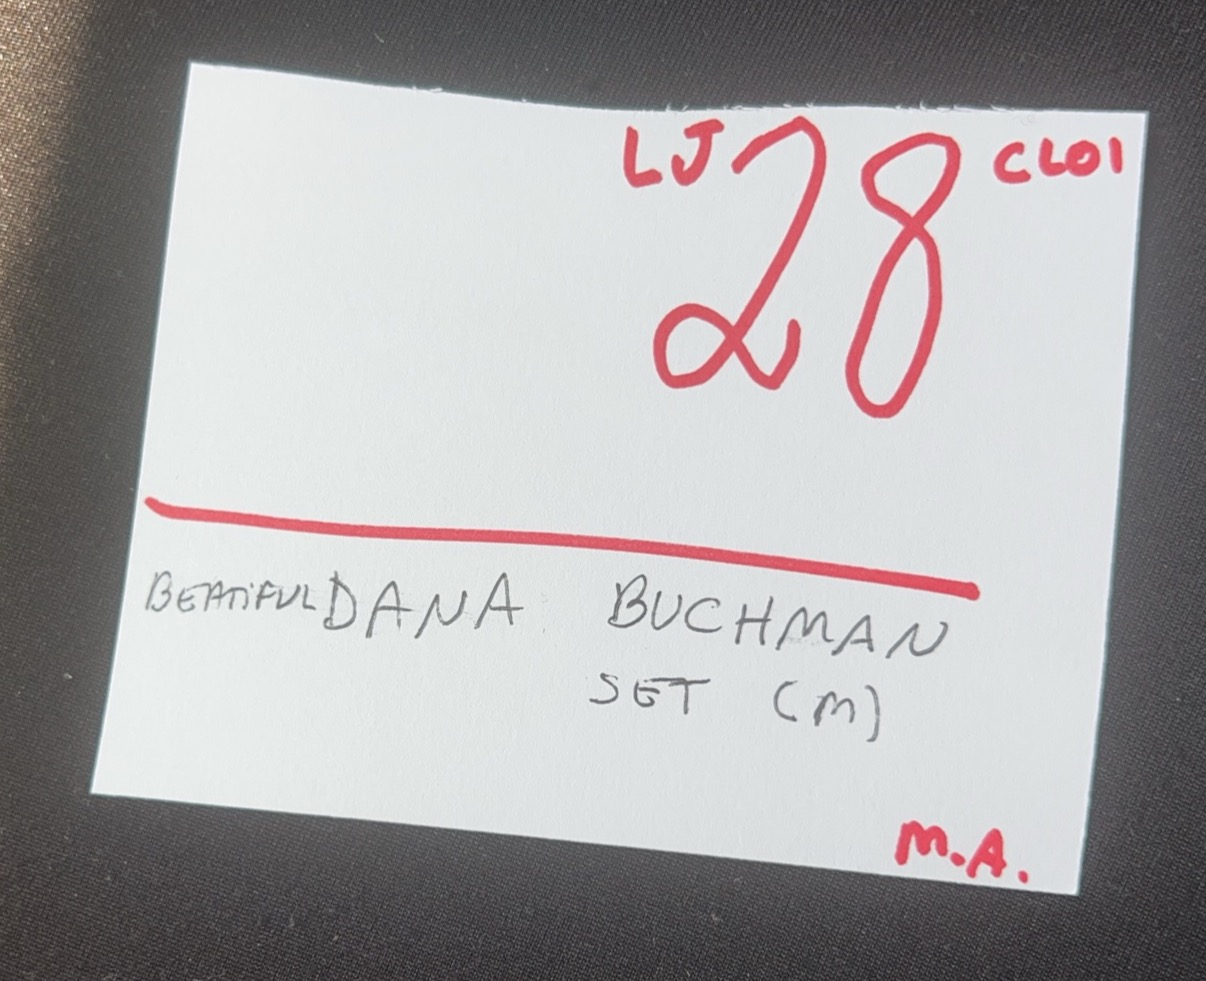 LJ 28 CL01
BEATIFUL DANA BUCHMAN
SET (M)
M.A.